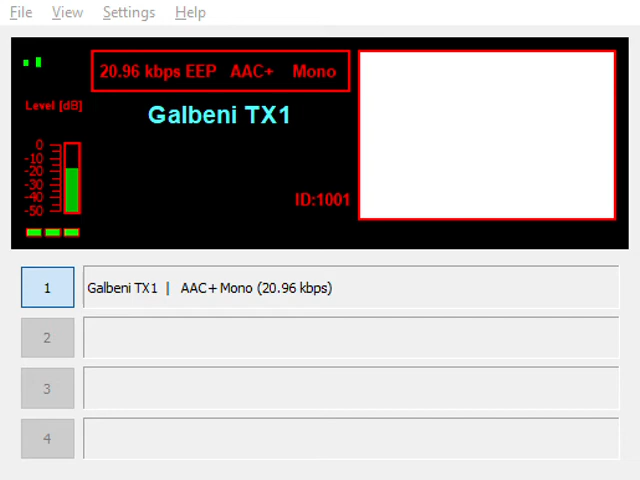 File View Settings Help
20.96 kbps EEP AAC+ Mono
Level [dB]
Galbeni TX1
0
-10
-20
-30
-40
-50
ID:1001
1 Galbeni TX1 | AAC+ Mono (20.96 kbps)
2
3
4